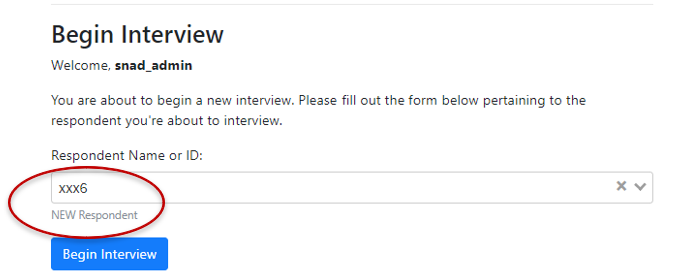 Begin Interview
Welcome, snad_admin
You are about to begin a new interview. Please fill out the form below pertaining to the
respondent you're about to interview.
Respondent Name or ID:
xxx6
NEW Respondent
Begin Interview